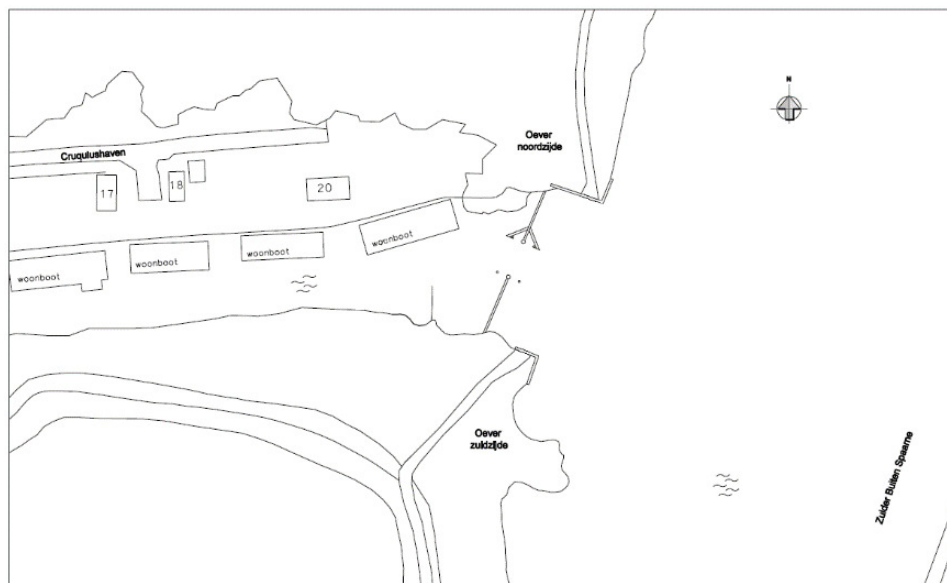 N
Oever
noordzijde
Cruquiushaven
17
18
20
woonboot
woonboot
woonboot
woonboot
Oever
zuidzijde
Zuider Buiten Spaarne